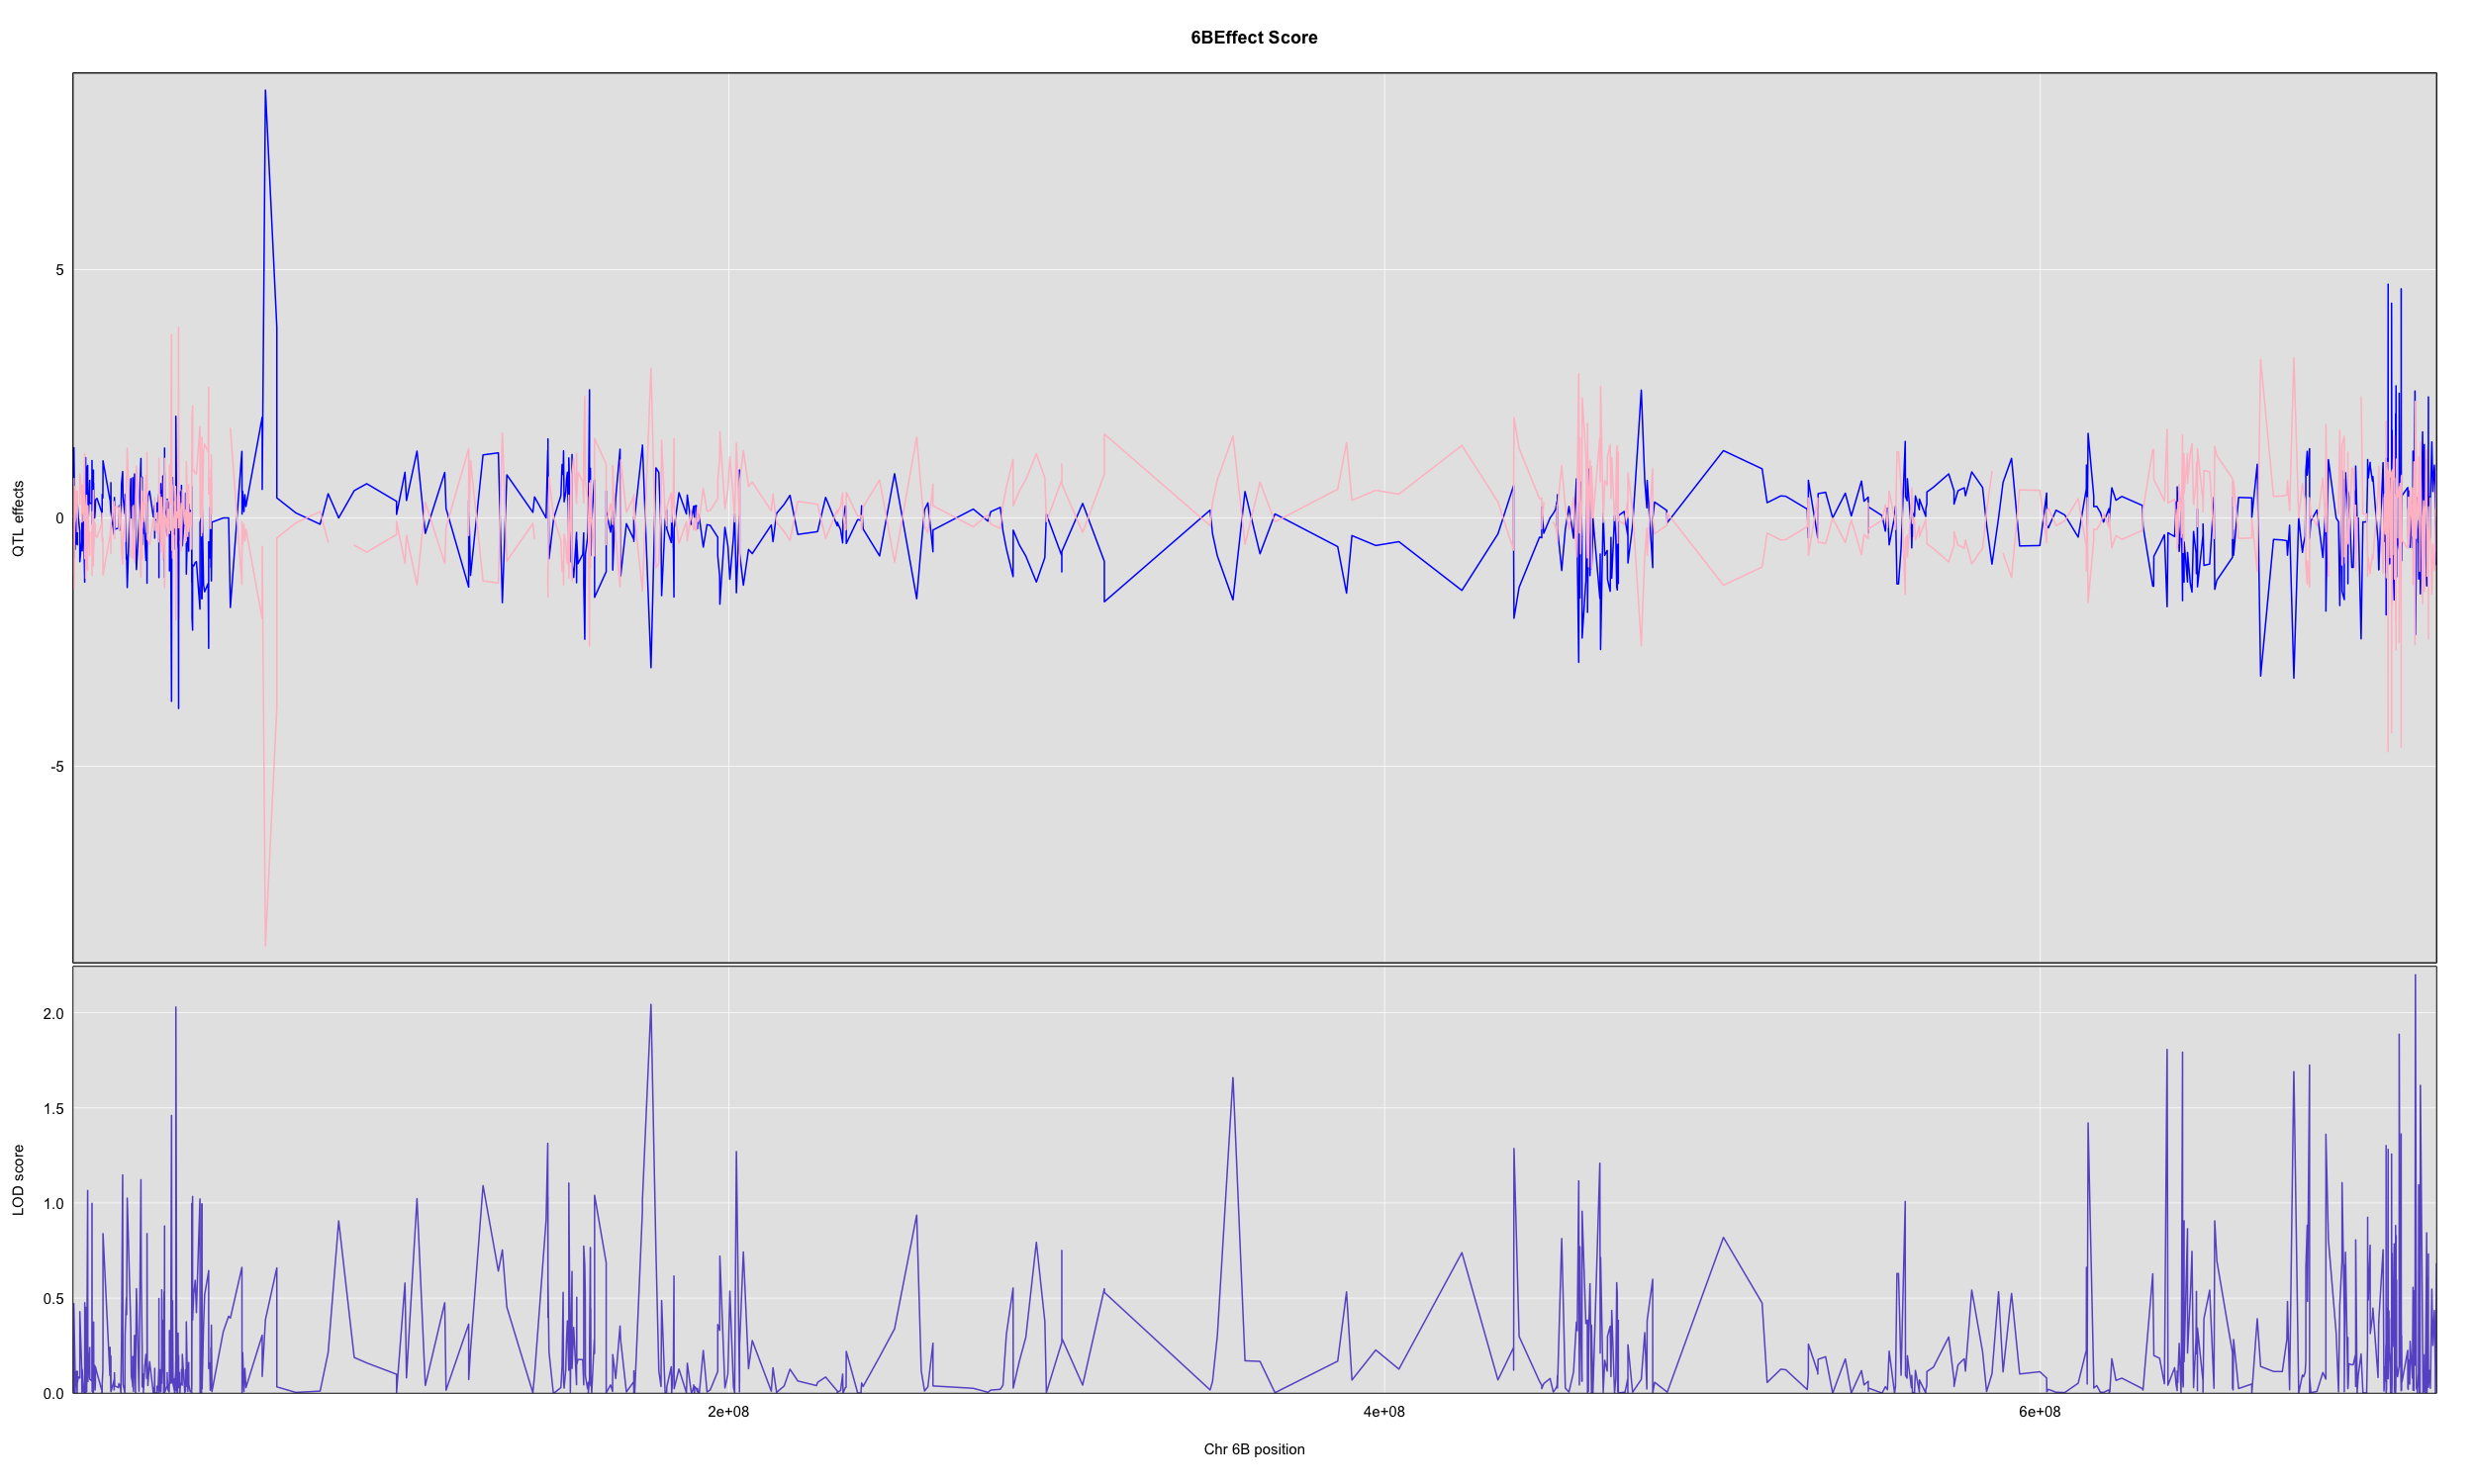 6BEffect Score
QTL effects
5
0
-5
LOD score
2.0
1.5
1.0
0.5
0.0
2e+08
4e+08
6e+08
Chr 6B position